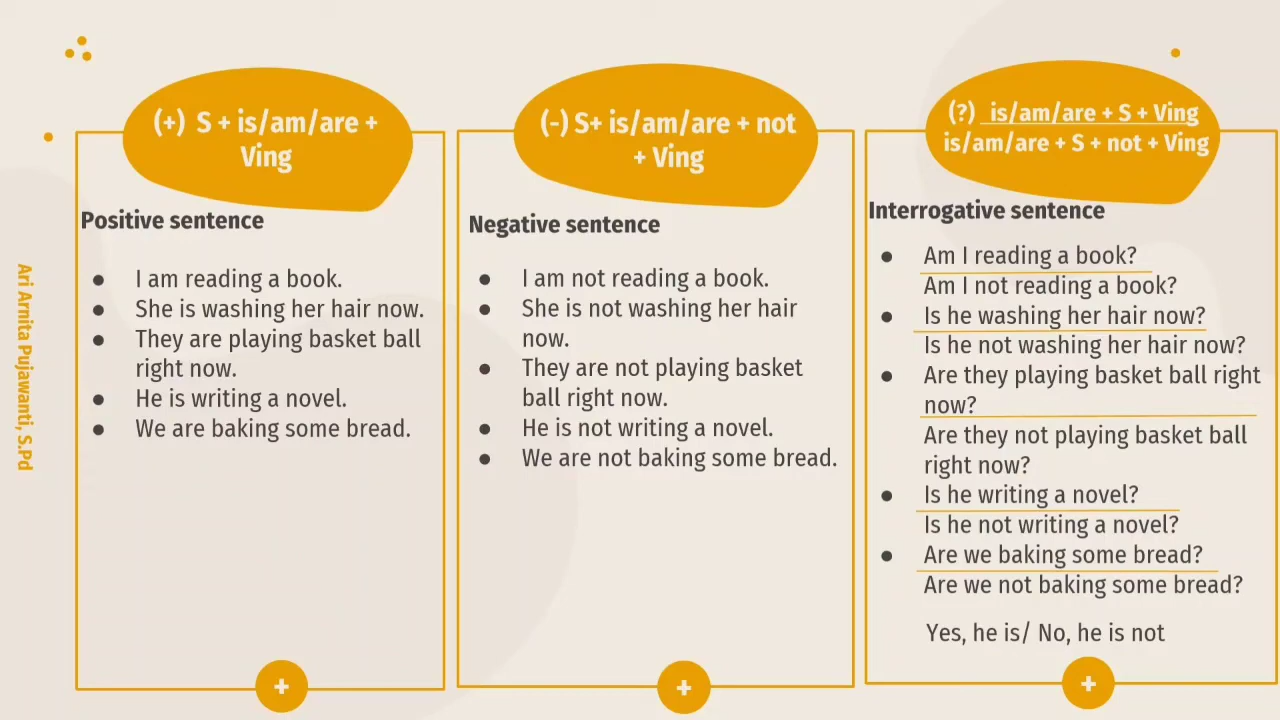 (+) S + is/am/are +
Ving
Positive sentence
● I am reading a book.
● She is washing her hair now.
● They are playing basket ball
right now.
● He is writing a novel.
● We are baking some bread.
+
(-) S+ is/am/are + not
+ Ving
Negative sentence
● I am not reading a book.
● She is not washing her hair
now.
● They are not playing basket
ball right now.
● He is not writing a novel.
● We are not baking some bread.
+
(?) is/am/are + S + Ving
is/am/are + S + not + Ving
Interrogative sentence
● Am I reading a book?
Am I not reading a book?
● Is he washing her hair now?
Is he not washing her hair now?
● Are they playing basket ball right
now?
Are they not playing basket ball
right now?
● Is he writing a novel?
Is he not writing a novel?
● Are we baking some bread?
Are we not baking some bread?
Yes, he is/ No, he is not
+
Ari Arnita Pujawanti, S.Pd